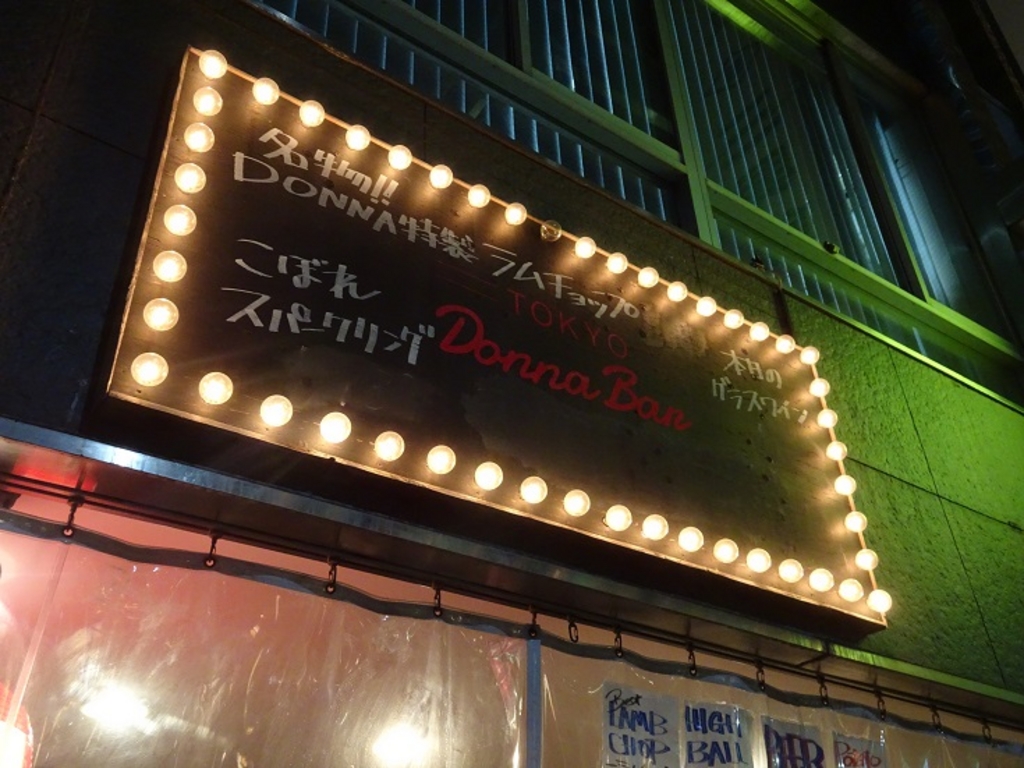 名物!!
DONNA特製 ラムチョップ
こぼれ
スパークリング
TOKYO
Donna Bar
本日の
グラスワイン
Best
LAMB
CHOP
HIGH
BALL
BEER
Potato